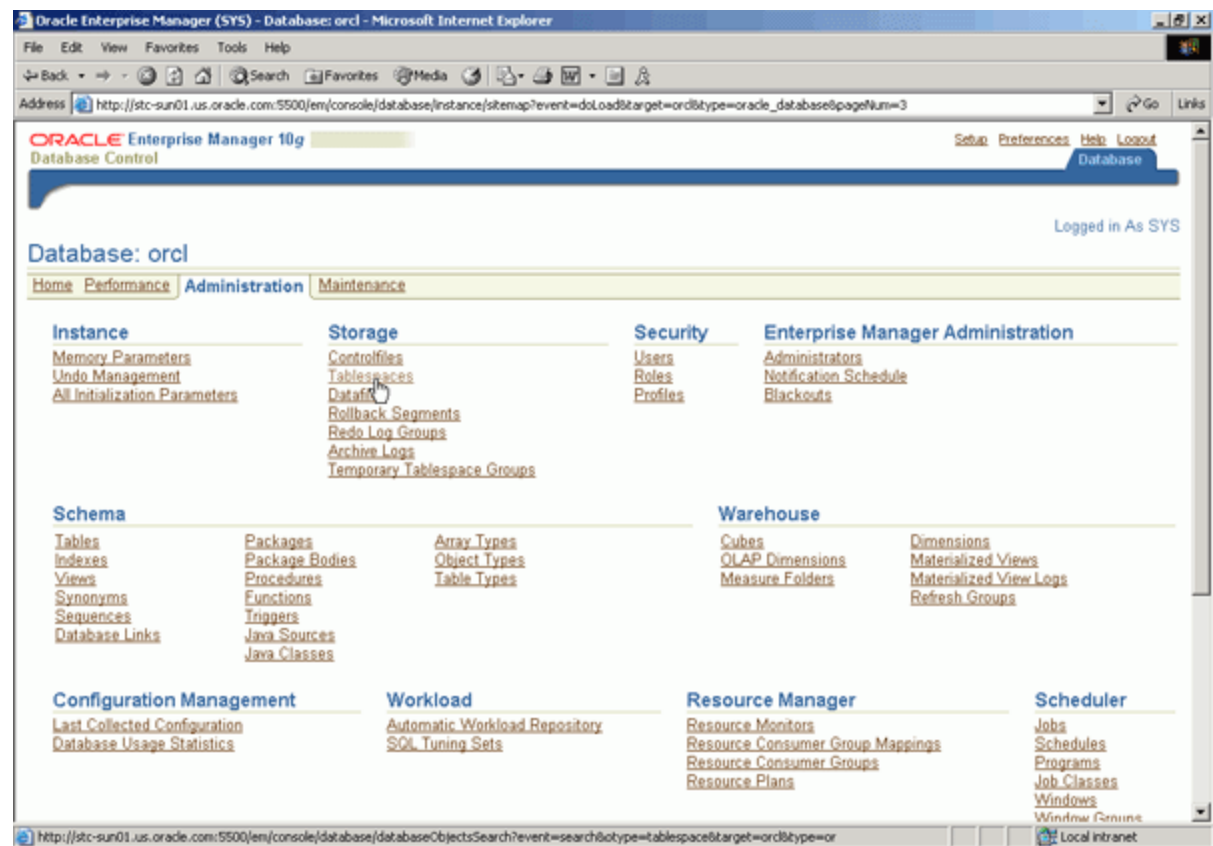 Oracle Enterprise Manager (SYS) - Database: orcl - Microsoft Internet Explorer
File Edit View Favorites Tools Help
Back Search Favorites Media
Address http://stc-sun01.us.oracle.com:5500/em/console/database/instance/sitemap?event=doLoad&target=orcl&type=oracle_database&pageNum=3 Go Links
ORACLE Enterprise Manager 10g
Database Control
Setup Preferences Help Logout
Database
Logged in As SYS
Database: orcl
Home Performance Administration Maintenance
Instance
Memory Parameters
Undo Management
All Initialization Parameters
Storage
Controlfiles
Tablespaces
Rollback Segments
Redo Log Groups
Archive Logs
Temporary Tablespace Groups
Security
Users
Roles
Profiles
Enterprise Manager Administration
Administrators
Notification Schedule
Blackouts
Schema
Tables
Indexes
Views
Synonyms
Sequences
Database Links
Packages
Package Bodies
Procedures
Functions
Triggers
Java Sources
Java Classes
Array Types
Object Types
Table Types
Warehouse
Cubes
OLAP Dimensions
Measure Folders
Dimensions
Materialized Views
Materialized View Logs
Refresh Groups
Configuration Management
Last Collected Configuration
Database Usage Statistics
Workload
Automatic Workload Repository
SQL Tuning Sets
Resource Manager
Resource Monitors
Resource Consumer Group Mappings
Resource Consumer Groups
Resource Plans
Scheduler
Jobs
Schedules
Programs
Job Classes
Windows
Window Groups
http://stc-sun01.us.oracle.com:5500/em/console/database/databaseObjectsSearch?event=search&otype=tablespace&target=orcl&type=or Local intranet